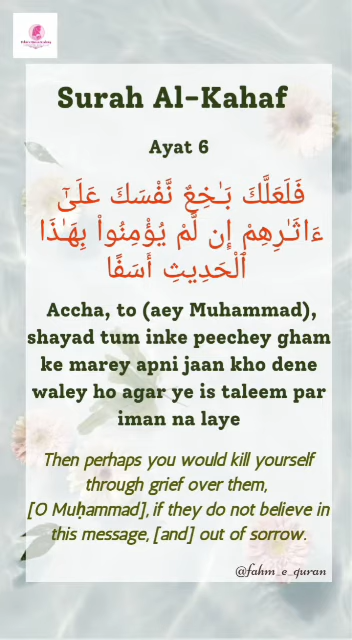 Surah Al-Kahaf
Ayat 6
فَلَعَلَّكَ بَـٰخِعٌ نَّفْسَكَ عَلَىٰٓ
ءَاثَـٰرِهِمْ إِن لَّمْ يُؤْمِنُوا۟ بِهَـٰذَا
ٱلْحَدِيثِ أَسَفًا
Accha, to (aey Muhammad),
shayad tum inke peechey gham
ke marey apni jaan kho dene
waley ho agar ye is taleem par
iman na laye
Then perhaps you would kill yourself
through grief over them,
[O Muḥammad], if they do not believe in
this message, [and] out of sorrow.
@fahm_e_quran